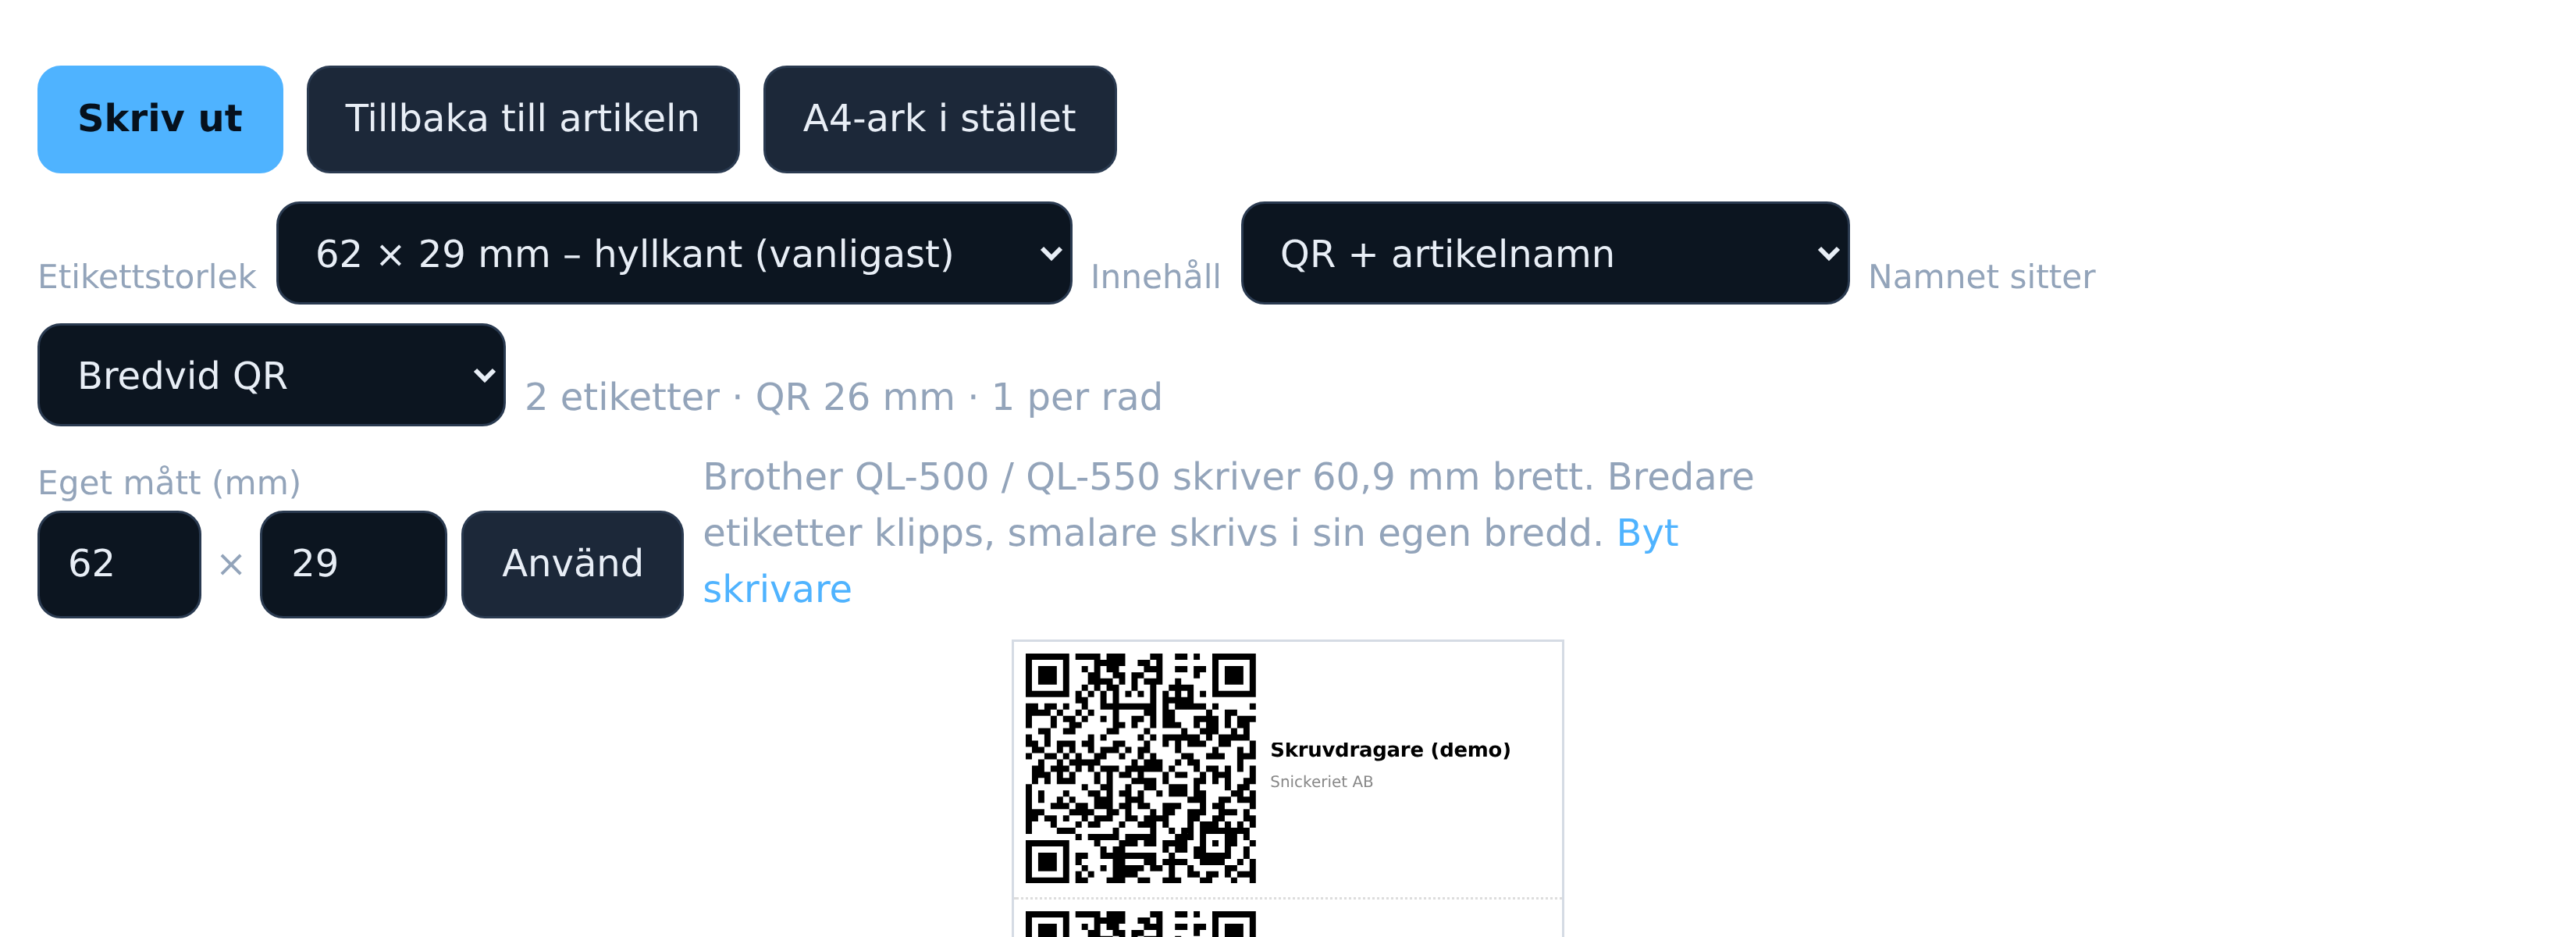 Skriv ut Tillbaka till artikeln A4-ark i stället
Etikettstorlek 62 × 29 mm – hyllkant (vanligast) Innehåll QR + artikelnamn Namnet sitter
Bredvid QR 2 etiketter · QR 26 mm · 1 per rad
Eget mått (mm)
62 × 29 Använd
Brother QL-500 / QL-550 skriver 60,9 mm brett. Bredare
etiketter klipps, smalare skrivs i sin egen bredd. Byt
skrivare
Skruvdragare (demo)
Snickeriet AB